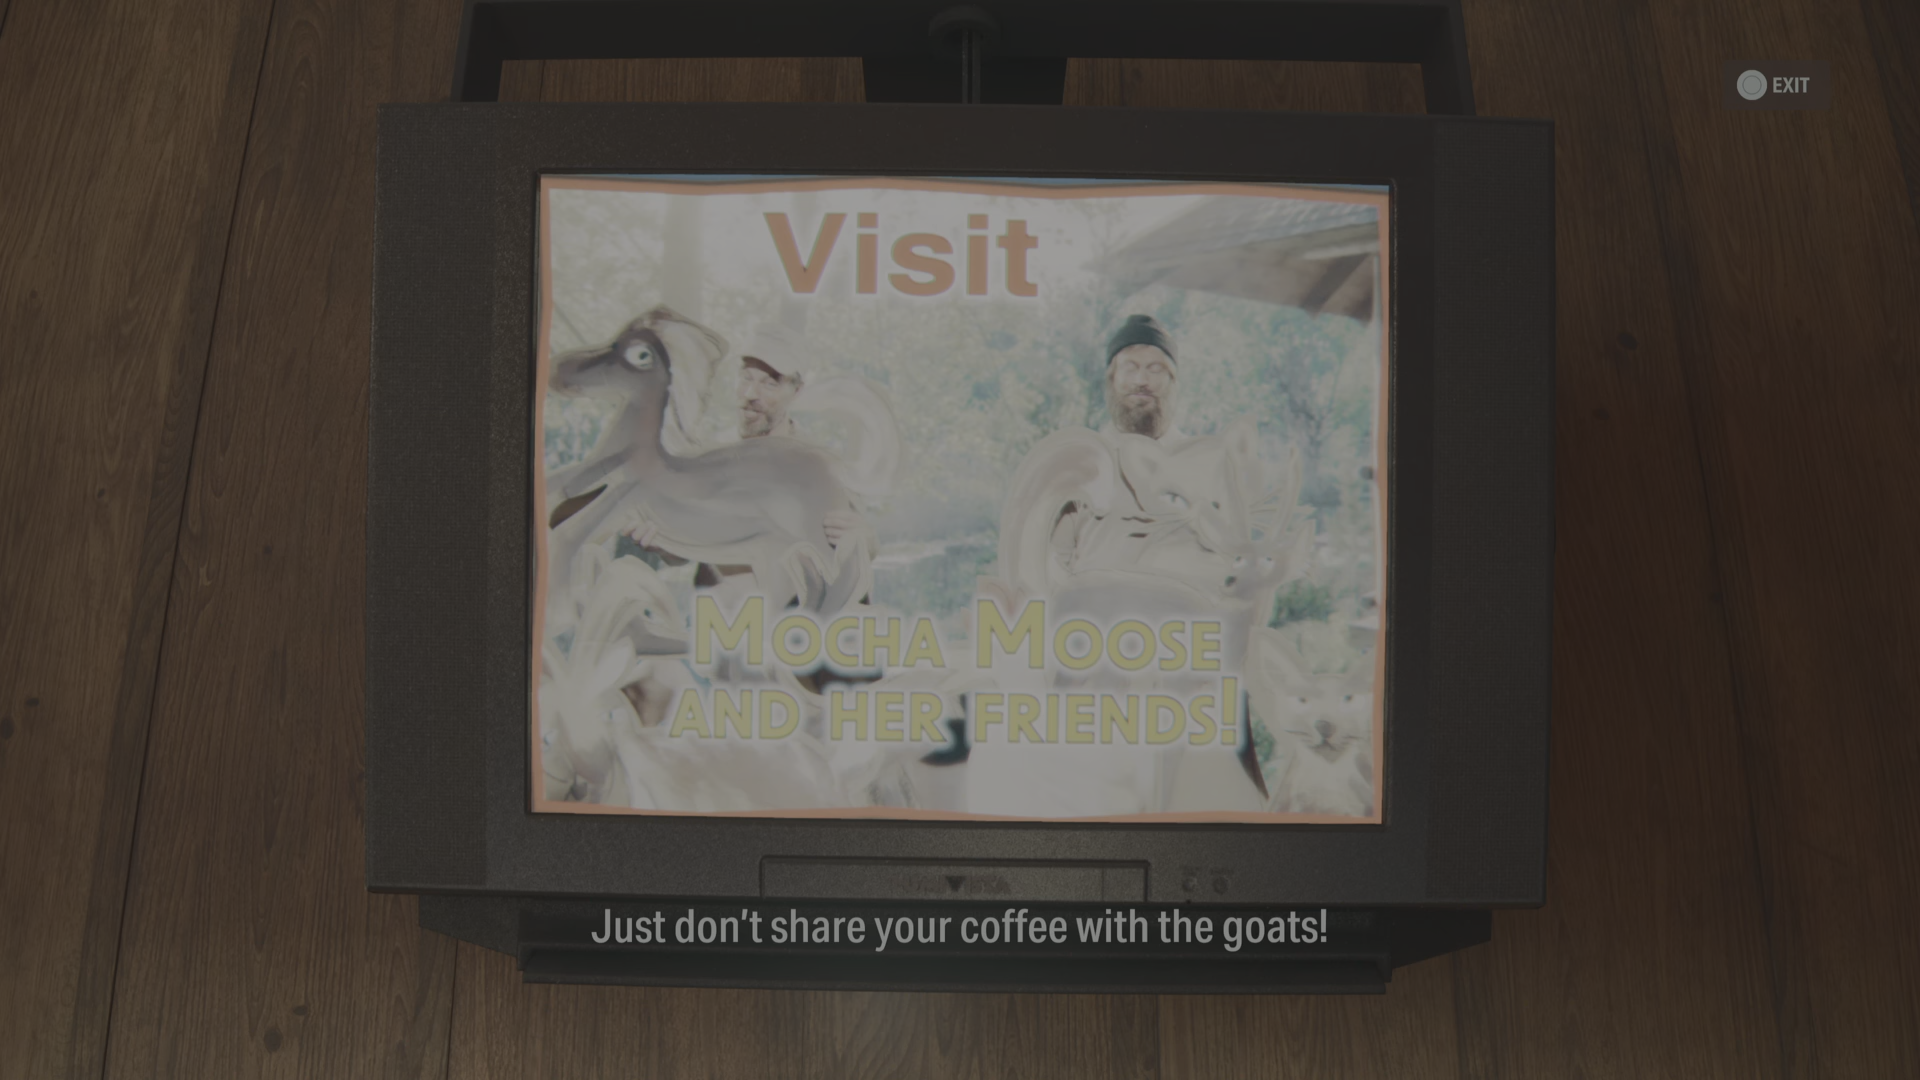 EXIT
Visit
MOCHA MOOSE
AND HER FRIENDS!
Just don't share your coffee with the goats!